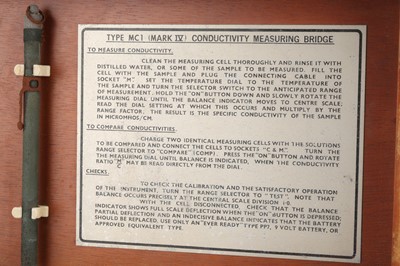 TYPE MC1 (MARK IV) CONDUCTIVITY MEASURING BRIDGE
TO MEASURE CONDUCTIVITY.
CLEAN THE MEASURING CELL THOROUGHLY AND RINSE IT WITH
DISTILLED WATER, OR SOME OF THE SAMPLE TO BE MEASURED. FILL THE
CELL WITH THE SAMPLE AND PLUG THE CONNECTING CABLE INTO
SOCKET "M". SET THE TEMPERATURE DIAL TO THE TEMPERATURE OF
THE SAMPLE AND TURN THE SELECTOR SWITCH TO THE ANTICIPATED RANGE
OF MEASUREMENT. HOLD THE "ON" BUTTON DOWN AND SLOWLY ROTATE THE
MEASURING DIAL UNTIL THE BALANCE INDICATOR MOVES TO CENTRE SCALE;
READ THE DIAL SETTING AT WHICH THIS OCCURS AND MULTIPLY BY THE
RANGE FACTOR. THE RESULT IS THE SPECIFIC CONDUCTIVITY OF THE SAMPLE
IN MICROMHOS/CM.
TO COMPARE CONDUCTIVITIES.
CHARGE TWO IDENTICAL MEASURING CELLS WITH THE SOLUTIONS
TO BE COMPARED AND CONNECT THE CELLS TO SOCKETS "C & M". TURN THE
RANGE SELECTOR TO "COMPARE" (COMP). PRESS THE "ON" BUTTON AND ROTATE
THE MEASURING DIAL UNTIL BALANCE IS INDICATED, WHEN THE CONDUCTIVITY
RATIO MAY BE READ DIRECTLY FROM THE DIAL.
CHECKS.
TO CHECK THE CALIBRATION AND THE SATISFACTORY OPERATION
OF THE INSTRUMENT, TURN THE RANGE SELECTOR TO "TEST". NOTE THAT
BALANCE OCCURS PRECISELY AT THE CENTRAL SCALE DIVISION 1·0.
WITH THE CELL DISCONNECTED, CHECK THAT THE BALANCE
INDICATOR SHOWS FULL SCALE DEFLECTION WHEN THE "ON" BUTTON IS DEPRESSED;
PARTIAL DEFLECTION AND AN INDECISIVE BALANCE INDICATES THAT THE BATTERY
SHOULD BE REPLACED. USE ONLY AN "EVER READY" TYPE PP7, 9 VOLT BATTERY, OR
APPROVED EQUIVALENT TYPE.